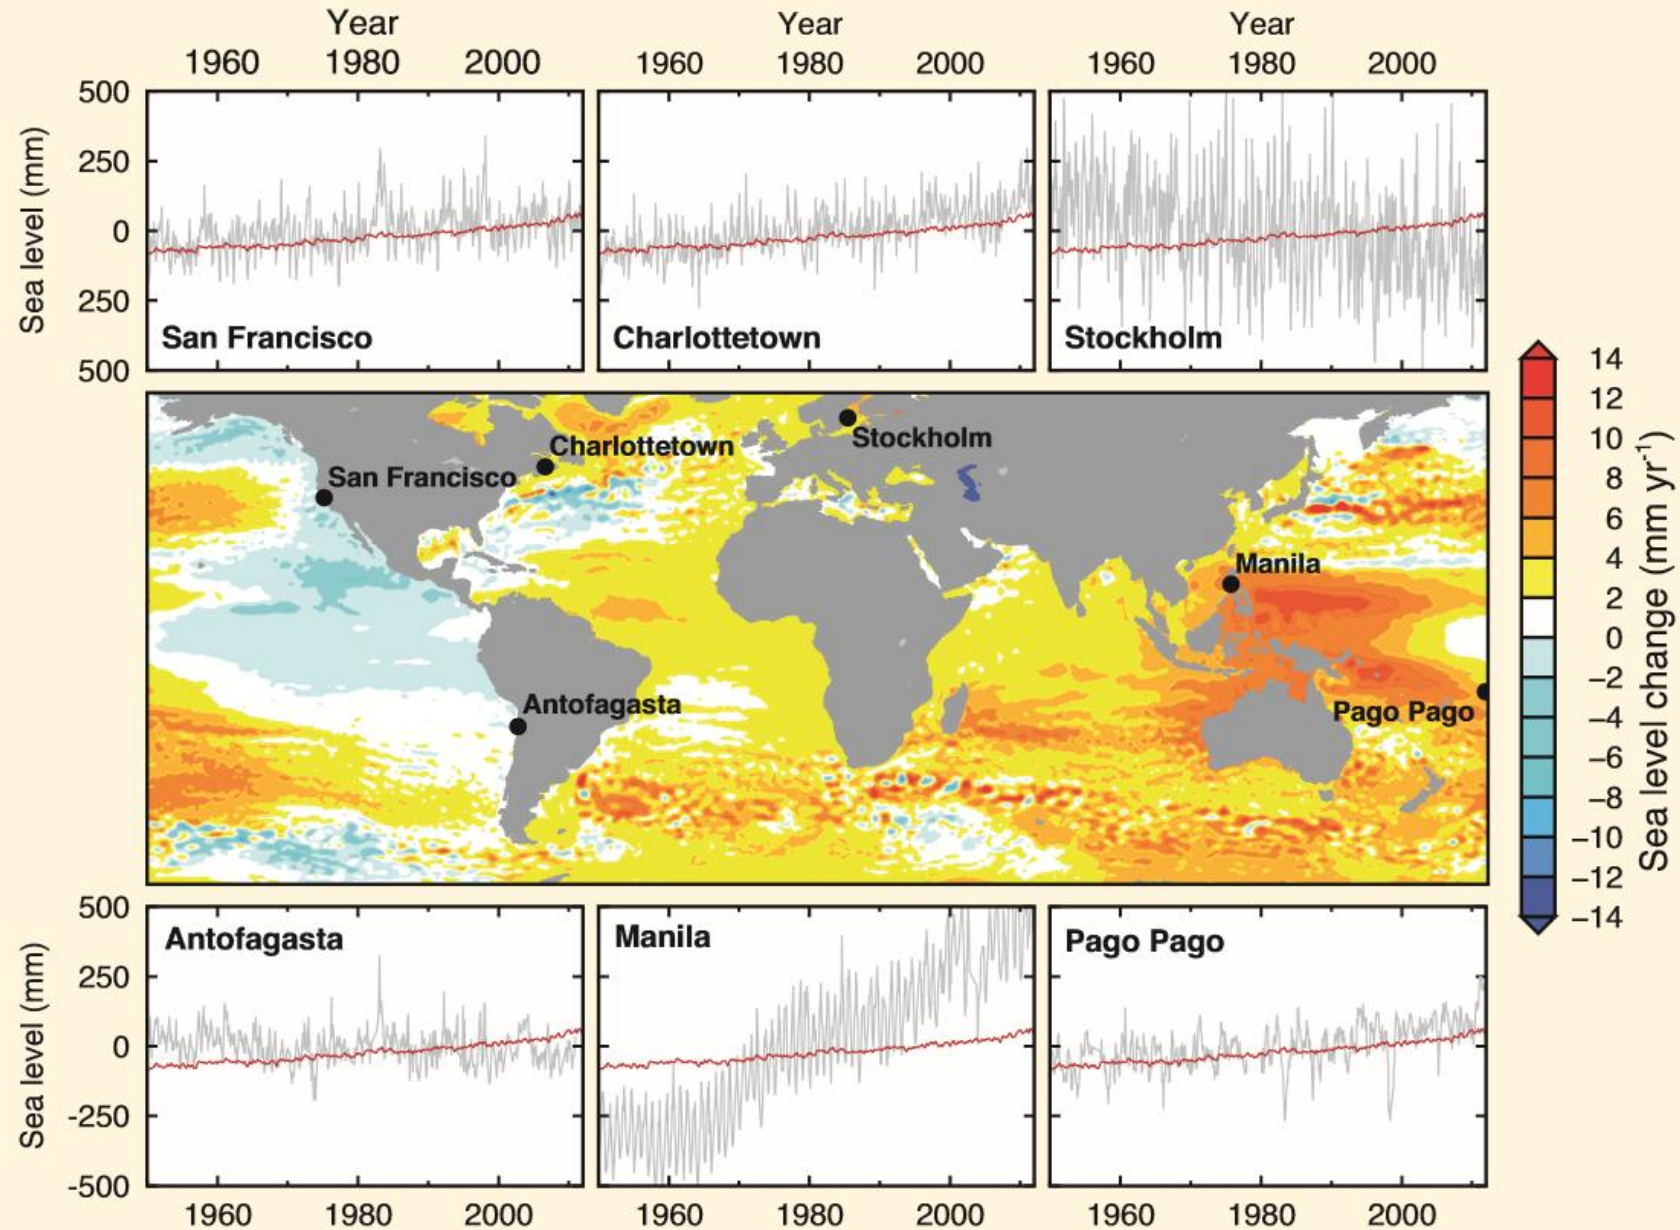 Year Year Year
1960 1980 2000 1960 1980 2000 1960 1980 2000
500
250
0
250
500
Sea level (mm)
San Francisco Charlottetown Stockholm
Charlottetown
Stockholm
San Francisco
Manila
Antofagasta
Pago Pago
14
12
10
8
6
4
2
0
−2
−4
−6
−8
−10
−12
−14
Sea level change (mm yr⁻¹)
500
250
0
-250
-500
Sea level (mm)
Antofagasta Manila Pago Pago
1960 1980 2000 1960 1980 2000 1960 1980 2000